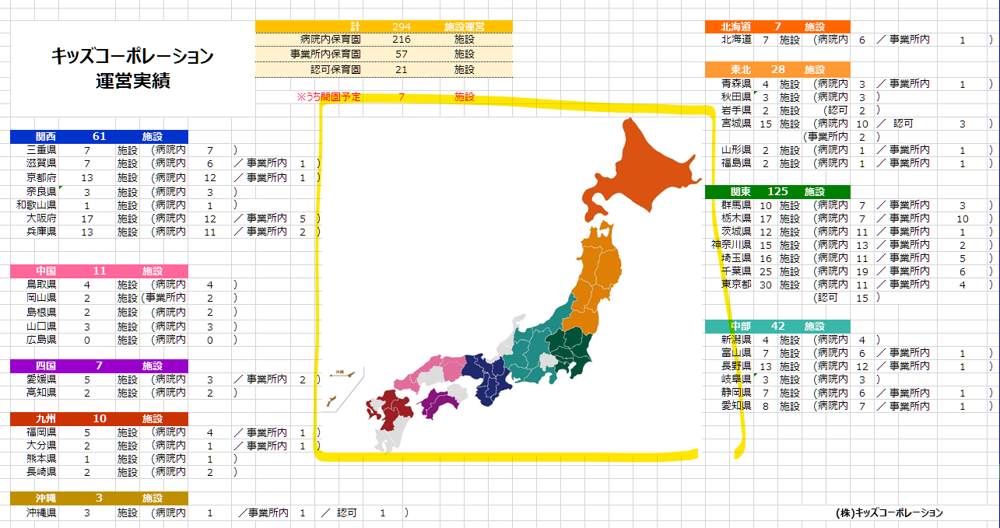 キッズコーポレーション
運営実績
計 294 施設運営
病院内保育園 216 施設
事業所内保育園 57 施設
認可保育園 21 施設
※うち開園予定 7 施設
関西 61 施設
三重県 7 施設 (病院内 7 )
滋賀県 7 施設 (病院内 6 /事業所内 1 )
京都府 13 施設 (病院内 12 /事業所内 1 )
奈良県 3 施設 (病院内 3 )
和歌山県 1 施設 (病院内 1 )
大阪府 17 施設 (病院内 12 /事業所内 5 )
兵庫県 13 施設 (病院内 11 /事業所内 2 )
中国 11 施設
鳥取県 4 施設 (病院内 4 )
岡山県 2 施設 (事業所内 2 )
島根県 2 施設 (病院内 2 )
山口県 3 施設 (病院内 3 )
広島県 0 施設 (病院内 0 )
四国 7 施設
愛媛県 5 施設 (病院内 3 /事業所内 2 )
高知県 2 施設 (病院内 2 )
九州 10 施設
福岡県 5 施設 (病院内 4 /事業所内 1 )
大分県 2 施設 (病院内 1 /事業所内 1 )
熊本県 1 施設 (病院内 1 )
長崎県 2 施設 (病院内 2 )
沖縄 3 施設
沖縄県 3 施設 (病院内 1 /事業所内 1 / 認可 1 )
沖縄
北海道 7 施設
北海道 7 施設 (病院内 6 /事業所内 1 )
東北 28 施設
青森県 4 施設 (病院内 3 /事業所内 1 )
秋田県 3 施設 (病院内 3 )
岩手県 2 施設 (認可 2 )
宮城県 15 施設 (病院内 10 / 認可 3 )
(事業所内 2 )
山形県 2 施設 (病院内 1 /事業所内 1 )
福島県 2 施設 (病院内 1 /事業所内 1 )
関東 125 施設
群馬県 10 施設 (病院内 7 /事業所内 3 )
栃木県 17 施設 (病院内 7 /事業所内 10 )
茨城県 12 施設 (病院内 11 /事業所内 1 )
神奈川県 15 施設 (病院内 13 /事業所内 2 )
埼玉県 16 施設 (病院内 11 /事業所内 5 )
千葉県 25 施設 (病院内 19 /事業所内 6 )
東京都 30 施設 (病院内 11 /事業所内 4 )
(認可 15 )
中部 42 施設
新潟県 4 施設 (病院内 4 )
富山県 7 施設 (病院内 6 /事業所内 1 )
長野県 13 施設 (病院内 12 /事業所内 1 )
岐阜県 3 施設 (病院内 3 )
静岡県 7 施設 (病院内 6 /事業所内 1 )
愛知県 8 施設 (病院内 7 /事業所内 1 )
(株)キッズコーポレーション